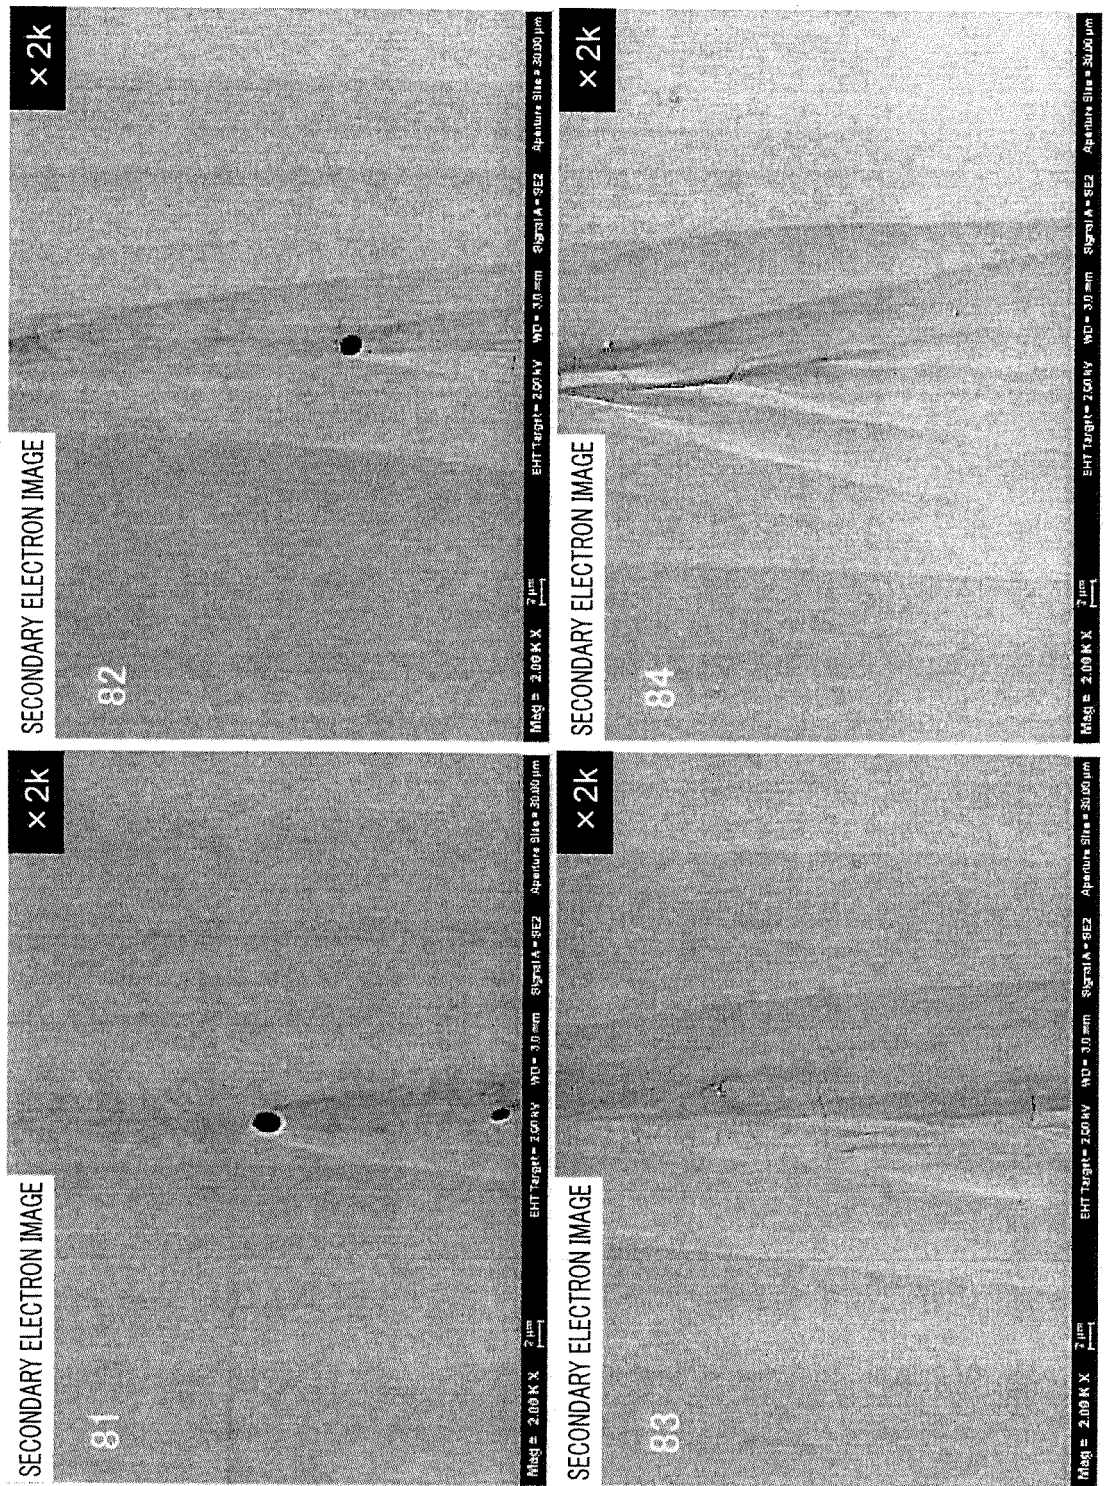 SECONDARY ELECTRON IMAGE
× 2k
81
Mag = 2.00 K X 2 µm EHT Target = 2.00 kV WD = 3.0 mm Signal A = SE2 Aperture Size = 30.00 µm
SECONDARY ELECTRON IMAGE
× 2k
82
Mag = 2.00 K X 2 µm EHT Target = 2.00 kV WD = 3.0 mm Signal A = SE2 Aperture Size = 30.00 µm
SECONDARY ELECTRON IMAGE
× 2k
83
Mag = 2.00 K X 2 µm EHT Target = 2.00 kV WD = 3.0 mm Signal A = SE2 Aperture Size = 30.00 µm
SECONDARY ELECTRON IMAGE
× 2k
84
Mag = 2.00 K X 2 µm EHT Target = 2.00 kV WD = 3.0 mm Signal A = SE2 Aperture Size = 30.00 µm